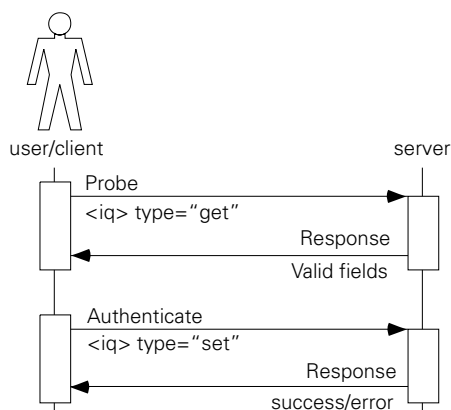 user/client
server
Probe
<iq> type=“get”
Response
Valid fields
Authenticate
<iq> type=“set”
Response
success/error